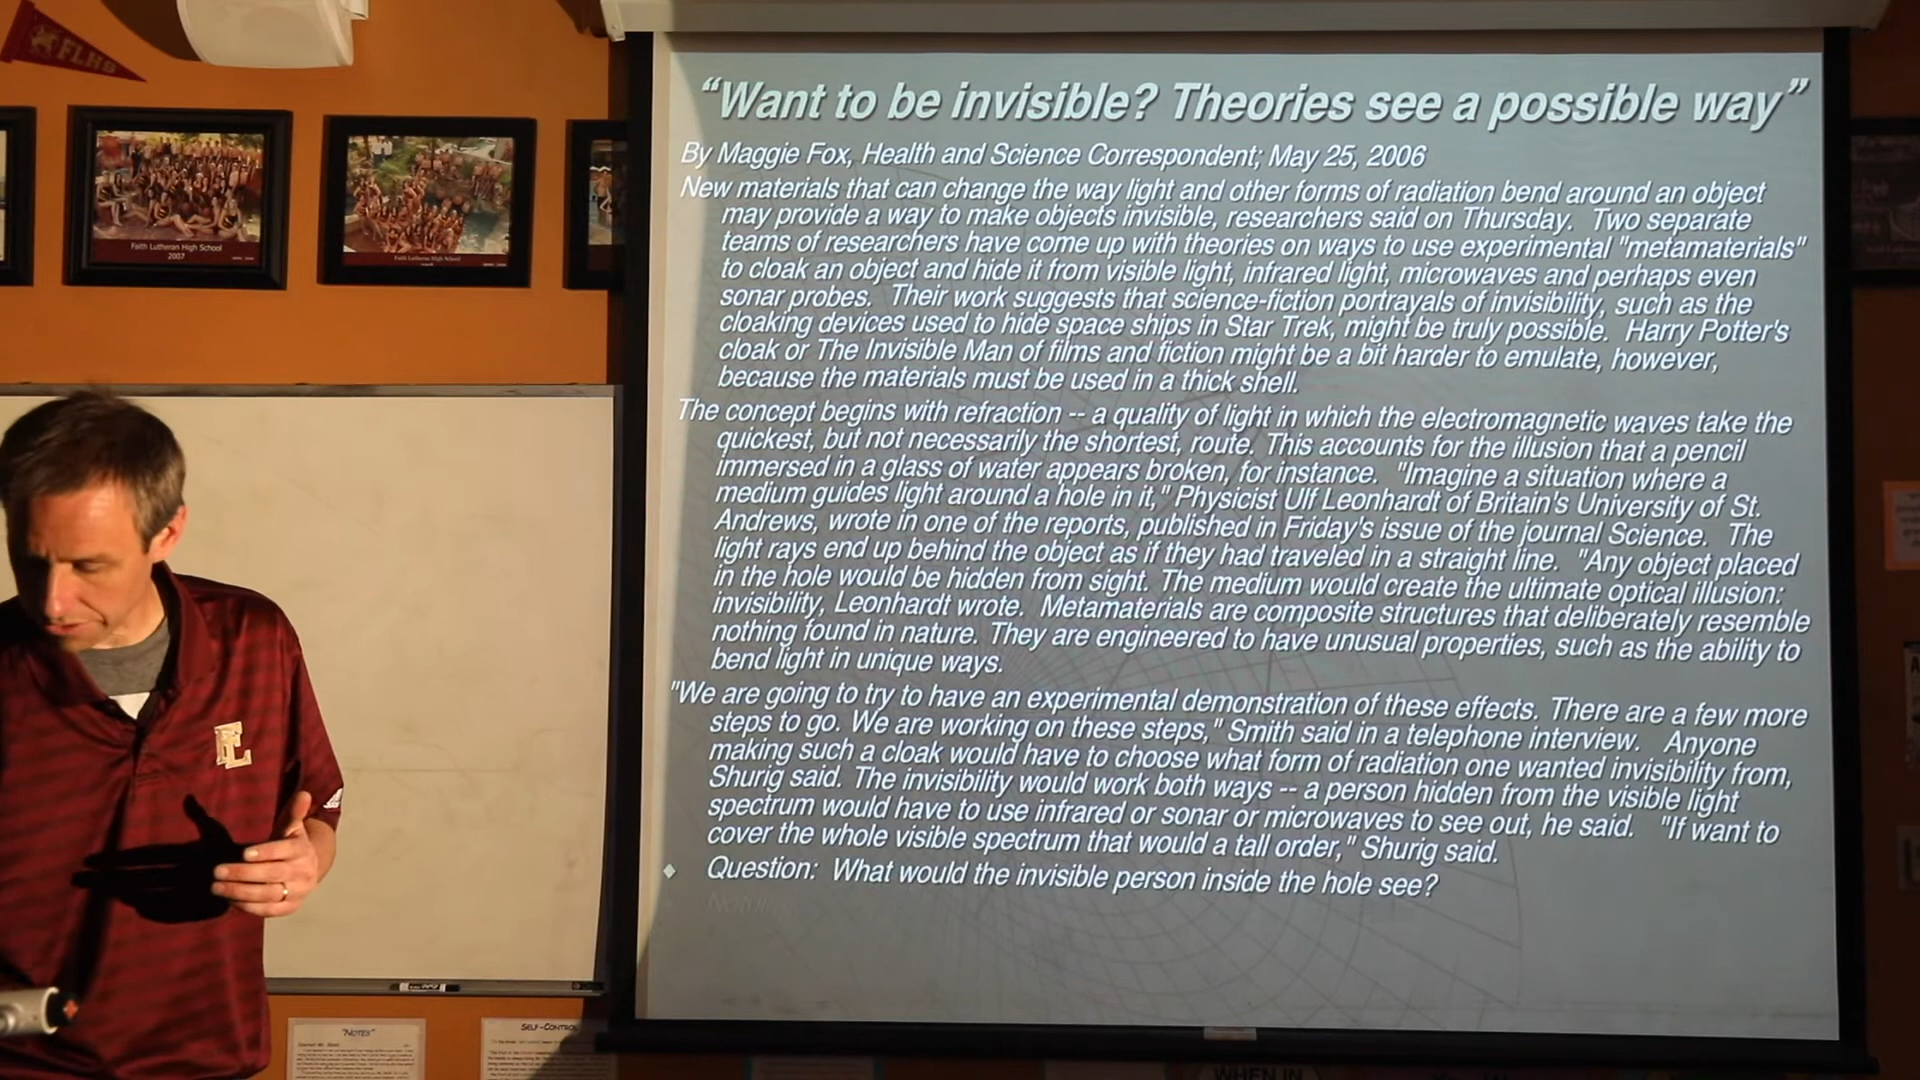 FLHS
Faith Lutheran High School
2007
Faith Lutheran High School
"Want to be invisible? Theories see a possible way"
By Maggie Fox, Health and Science Correspondent; May 25, 2006
New materials that can change the way light and other forms of radiation bend around an object
may provide a way to make objects invisible, researchers said on Thursday. Two separate
teams of researchers have come up with theories on ways to use experimental "metamaterials"
to cloak an object and hide it from visible light, infrared light, microwaves and perhaps even
sonar probes. Their work suggests that science-fiction portrayals of invisibility, such as the
cloaking devices used to hide space ships in Star Trek, might be truly possible. Harry Potter's
cloak or The Invisible Man of films and fiction might be a bit harder to emulate, however,
because the materials must be used in a thick shell.
The concept begins with refraction -- a quality of light in which the electromagnetic waves take the
quickest, but not necessarily the shortest, route. This accounts for the illusion that a pencil
immersed in a glass of water appears broken, for instance. "Imagine a situation where a
medium guides light around a hole in it," Physicist Ulf Leonhardt of Britain's University of St.
Andrews, wrote in one of the reports, published in Friday's issue of the journal Science. The
light rays end up behind the object as if they had traveled in a straight line. "Any object placed
in the hole would be hidden from sight. The medium would create the ultimate optical illusion:
invisibility, Leonhardt wrote. Metamaterials are composite structures that deliberately resemble
nothing found in nature. They are engineered to have unusual properties, such as the ability to
bend light in unique ways.
"We are going to try to have an experimental demonstration of these effects. There are a few more
steps to go. We are working on these steps," Smith said in a telephone interview. Anyone
making such a cloak would have to choose what form of radiation one wanted invisibility from,
Shurig said. The invisibility would work both ways -- a person hidden from the visible light
spectrum would have to use infrared or sonar or microwaves to see out, he said. "If want to
cover the whole visible spectrum that would a tall order," Shurig said.
Question: What would the invisible person inside the hole see?
FL
"NOTES"
SELF-CONTROL
WHEN IN